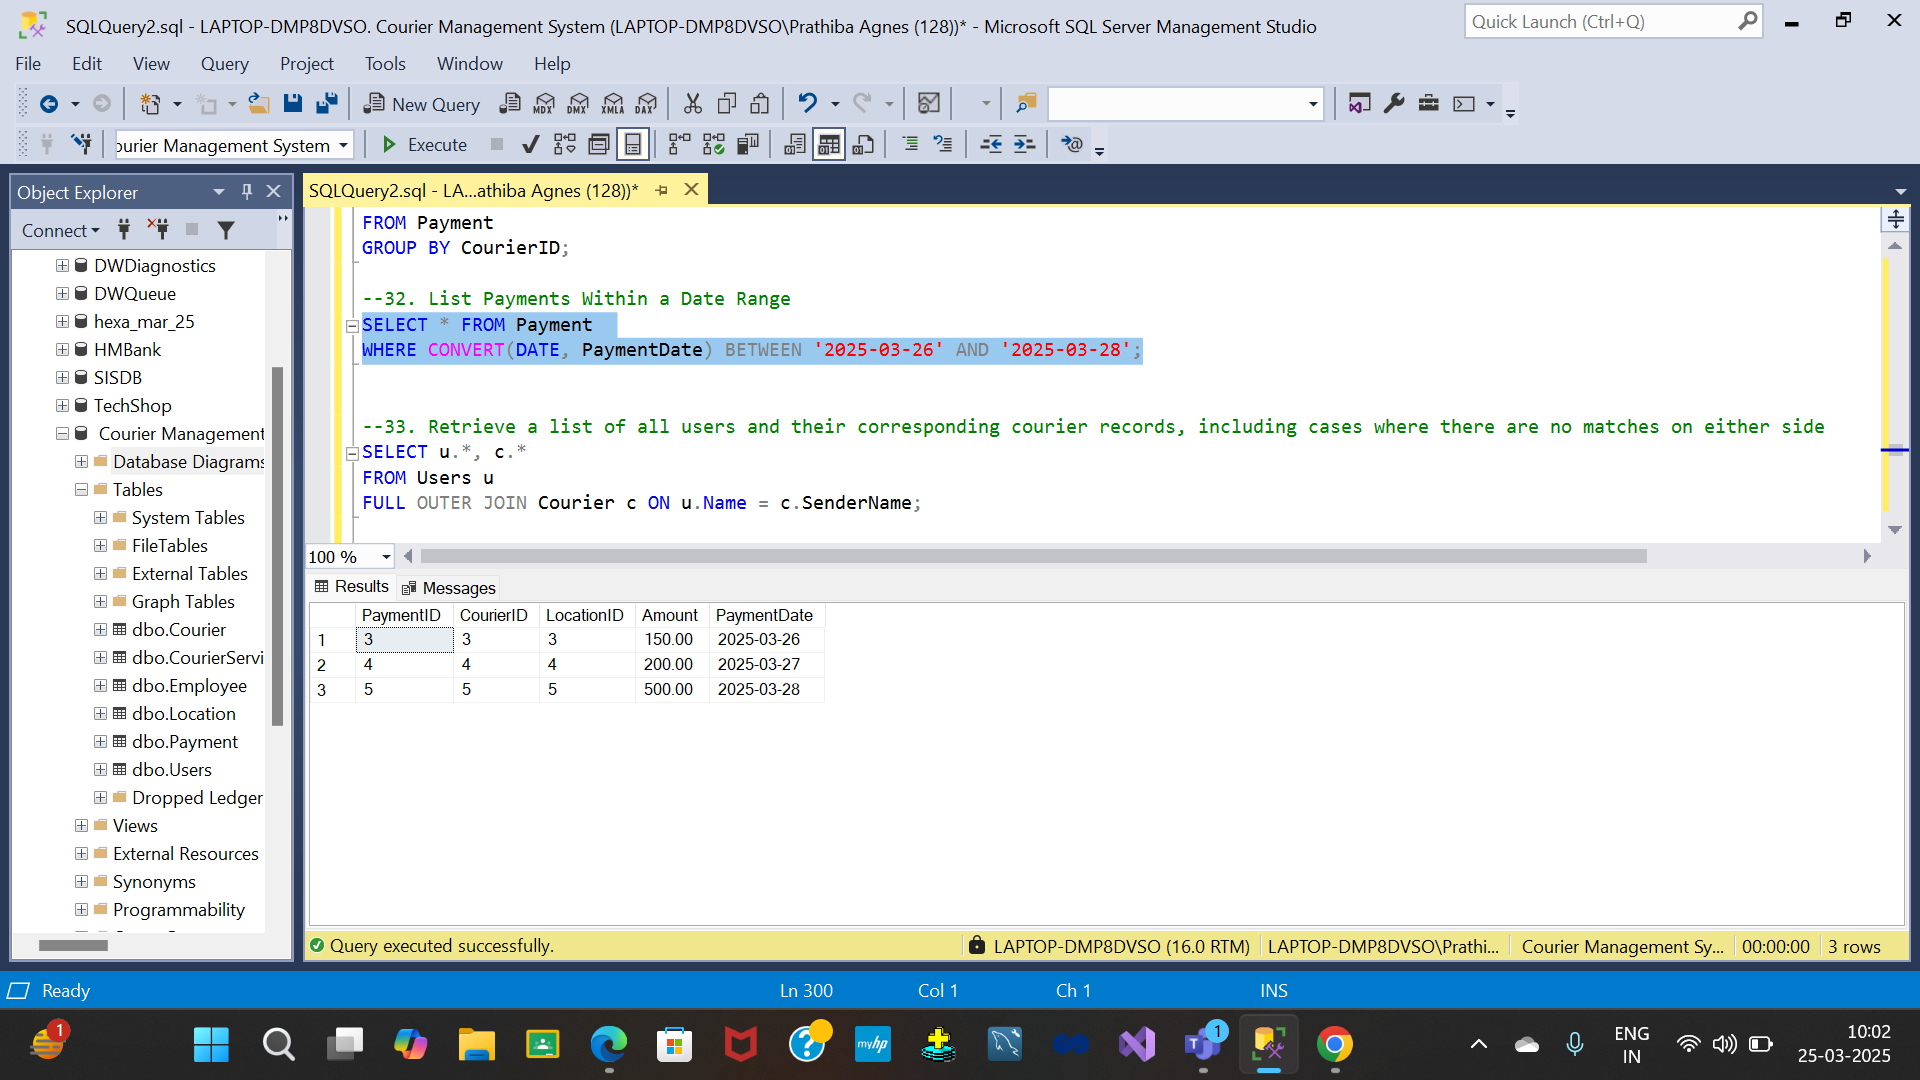 SQLQuery2.sql - LAPTOP-DMP8DVSO. Courier Management System (LAPTOP-DMP8DVSO\Prathiba Agnes (128))* - Microsoft SQL Server Management Studio
Quick Launch (Ctrl+Q)
File Edit View Query Project Tools Window Help
New Query MDX DMX XMLA DAX
ourier Management System Execute
Object Explorer
SQLQuery2.sql - LA...athiba Agnes (128))*
Connect
DWDiagnostics
DWQueue
hexa_mar_25
HMBank
SISDB
TechShop
Courier Management
Database Diagrams
Tables
System Tables
FileTables
External Tables
Graph Tables
dbo.Courier
dbo.CourierServi
dbo.Employee
dbo.Location
dbo.Payment
dbo.Users
Dropped Ledger
Views
External Resources
Synonyms
Programmability
FROM Payment
GROUP BY CourierID;
--32. List Payments Within a Date Range
SELECT * FROM Payment
WHERE CONVERT(DATE, PaymentDate) BETWEEN '2025-03-26' AND '2025-03-28';
--33. Retrieve a list of all users and their corresponding courier records, including cases where there are no matches on either side
SELECT u.*, c.*
FROM Users u
FULL OUTER JOIN Courier c ON u.Name = c.SenderName;
100 %
Results Messages
PaymentID CourierID LocationID Amount PaymentDate
1 3 3 3 150.00 2025-03-26
2 4 4 4 200.00 2025-03-27
3 5 5 5 500.00 2025-03-28
Query executed successfully. LAPTOP-DMP8DVSO (16.0 RTM) LAPTOP-DMP8DVSO\Prathi... Courier Management Sy... 00:00:00 3 rows
Ready Ln 300 Col 1 Ch 1 INS
1
myhp
1
ENG
IN
10:02
25-03-2025